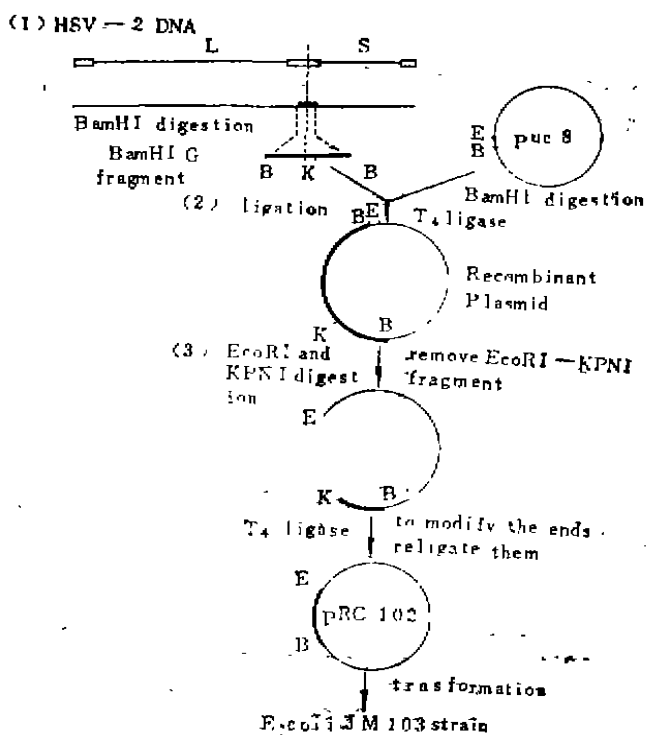 (1) HSV — 2 DNA
L S
BamHI digestion
BamHI G
fragment
B K B
E
B
puc 8
BamHI digestion
(2) ligation
B E
T₄ ligase
Recombinant
Plasmid
K B
(3) EcoRI and
KPNI digest
ion
remove EcoRI — KPNI
fragment
E
K B
T₄ ligase
to modify the ends
religate them
E
pRC 102
B
trasformation
E.coli JM 103 strain